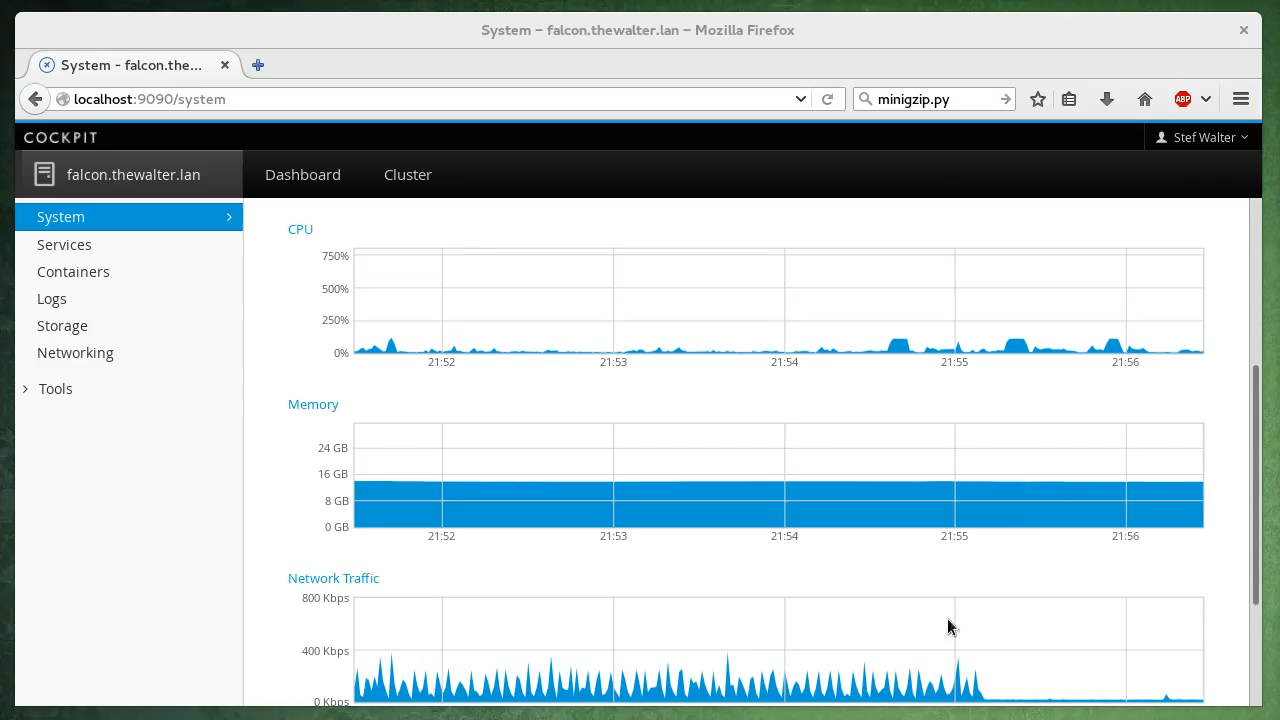 System – falcon.thewalter.lan – Mozilla Firefox
System - falcon.the...
localhost:9090/system
minigzip.py
ABP
COCKPIT
Stef Walter
falcon.thewalter.lan
Dashboard
Cluster
System
Services
Containers
Logs
Storage
Networking
Tools
CPU
750%
500%
250%
0%
21:52 21:53 21:54 21:55 21:56
Memory
24 GB
16 GB
8 GB
0 GB
21:52 21:53 21:54 21:55 21:56
Network Traffic
800 Kbps
400 Kbps
0 Kbps